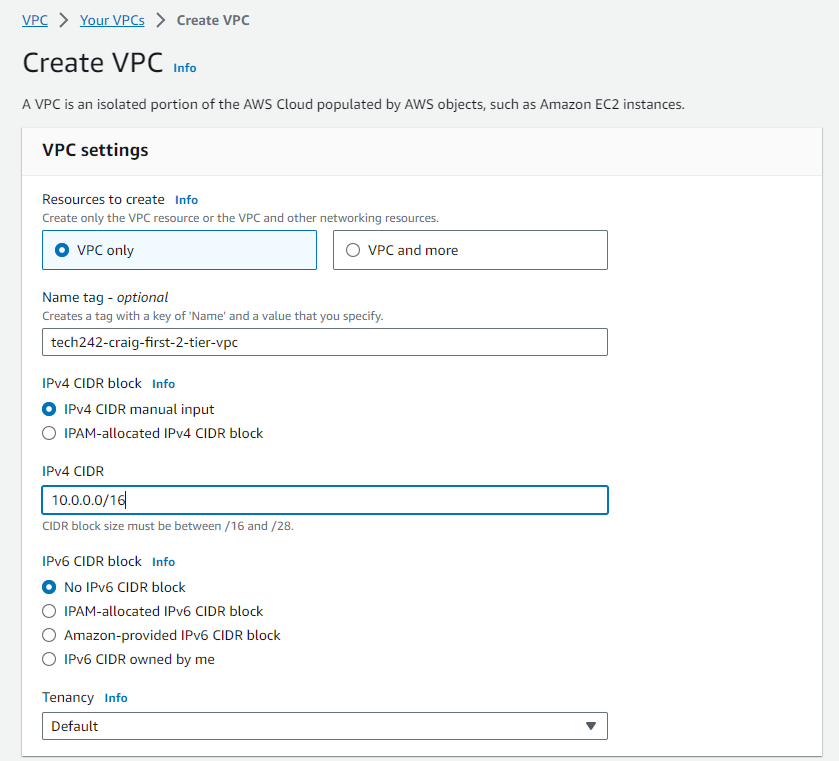 VPC > Your VPCs > Create VPC
Create VPC Info
A VPC is an isolated portion of the AWS Cloud populated by AWS objects, such as Amazon EC2 instances.
VPC settings
Resources to create Info
Create only the VPC resource or the VPC and other networking resources.
VPC only VPC and more
Name tag - optional
Creates a tag with a key of 'Name' and a value that you specify.
tech242-craig-first-2-tier-vpc
IPv4 CIDR block Info
IPv4 CIDR manual input
IPAM-allocated IPv4 CIDR block
IPv4 CIDR
10.0.0.0/16
CIDR block size must be between /16 and /28.
IPv6 CIDR block Info
No IPv6 CIDR block
IPAM-allocated IPv6 CIDR block
Amazon-provided IPv6 CIDR block
IPv6 CIDR owned by me
Tenancy Info
Default